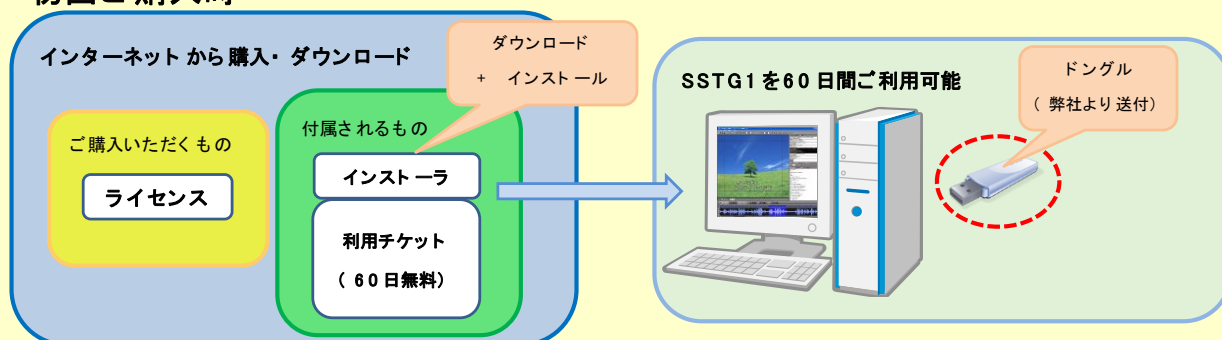 インターネットから購入・ダウンロード
ダウンロード
+ インストール
ご購入いただくもの
ライセンス
付属されるもの
インストーラ
利用チケット
(60日無料)
SSTG1を60日間ご利用可能
ドングル
(弊社より送付)